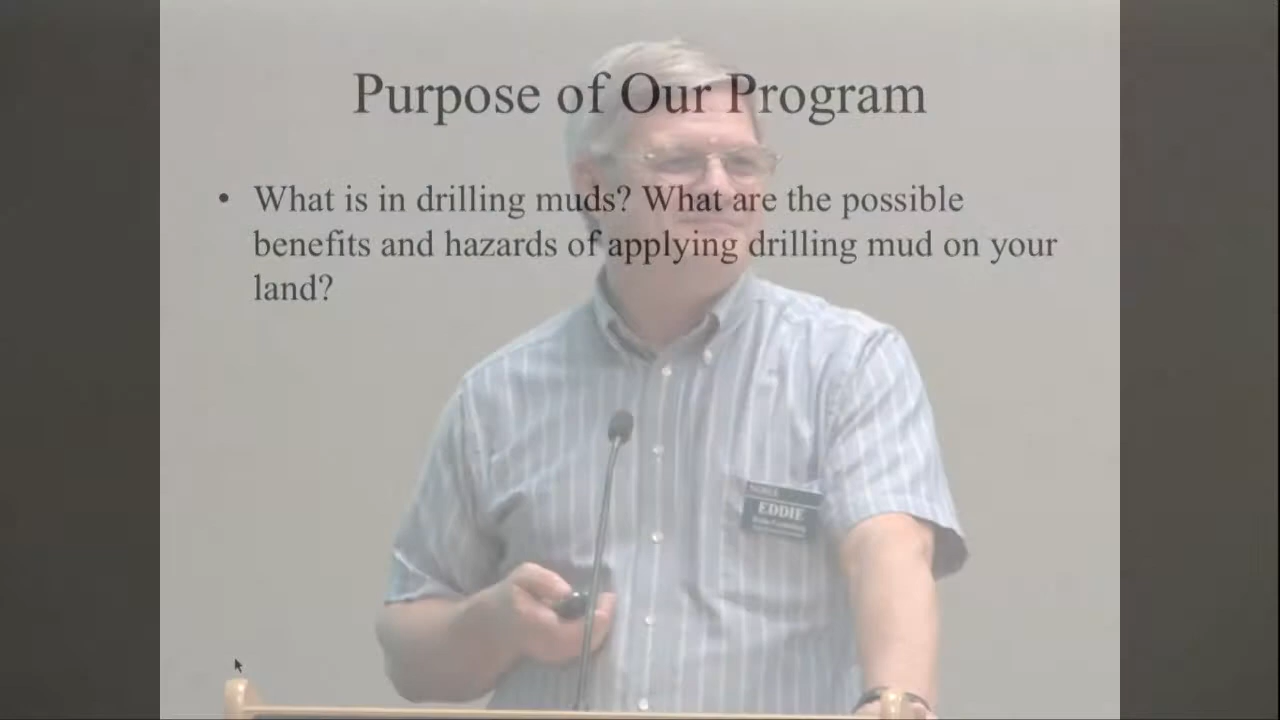 Purpose of Our Program
• What is in drilling muds? What are the possible
benefits and hazards of applying drilling mud on your
land?
EDDIE